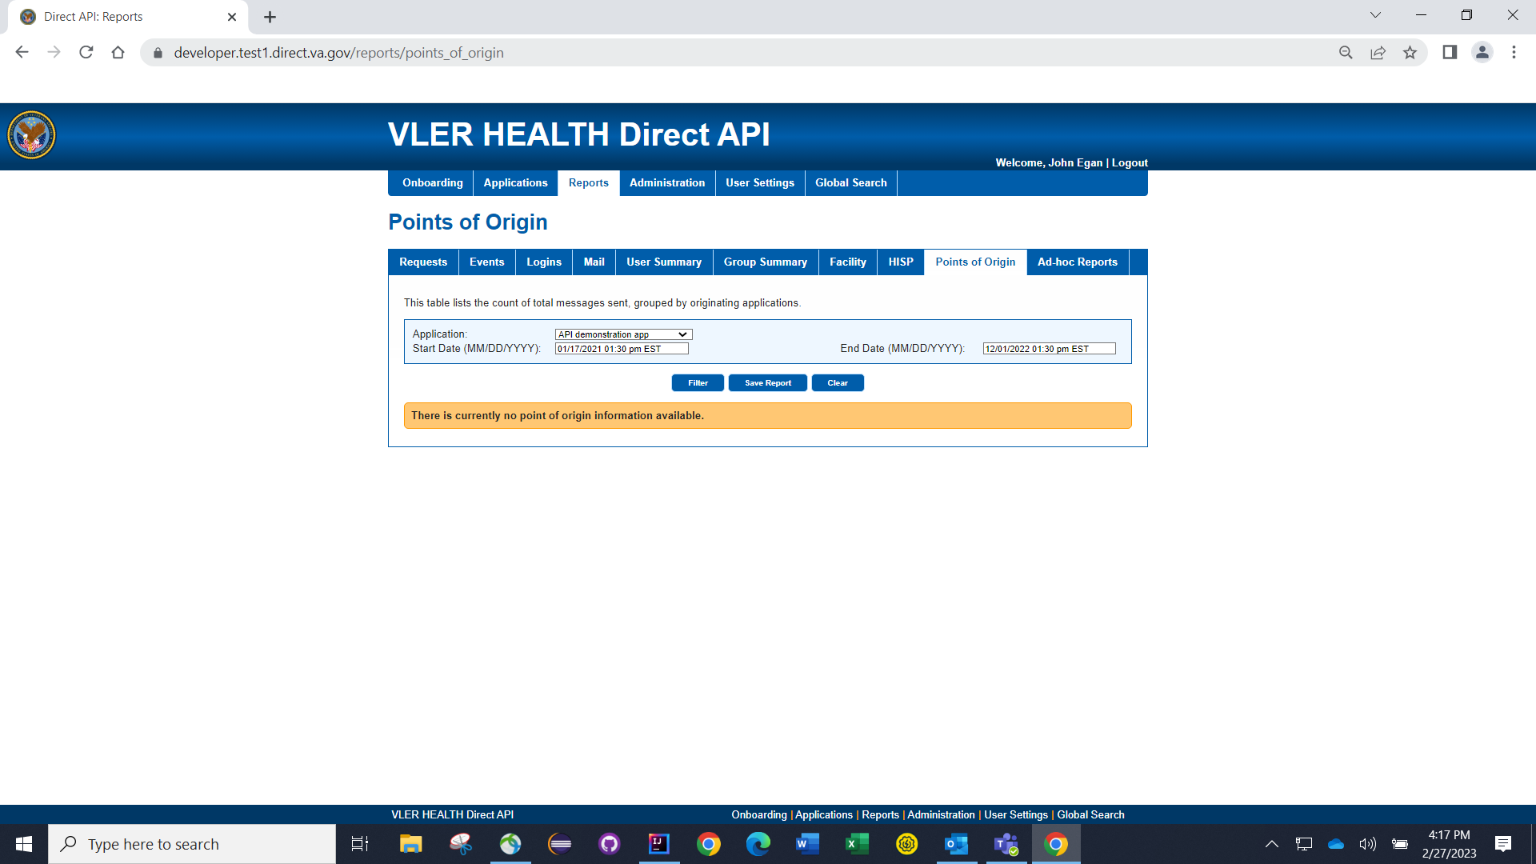 Direct API: Reports
developer.test1.direct.va.gov/reports/points_of_origin
VLER HEALTH Direct API
Welcome, John Egan | Logout
Onboarding Applications Reports Administration User Settings Global Search
Points of Origin
Requests Events Logins Mail User Summary Group Summary Facility HISP Points of Origin Ad-hoc Reports
This table lists the count of total messages sent, grouped by originating applications.
Application: API demonstration app
Start Date (MM/DD/YYYY): 01/17/2021 01:30 pm EST End Date (MM/DD/YYYY): 12/01/2022 01:30 pm EST
Filter Save Report Clear
There is currently no point of origin information available.
VLER HEALTH Direct API Onboarding | Applications | Reports | Administration | User Settings | Global Search
Type here to search
4:17 PM
2/27/2023